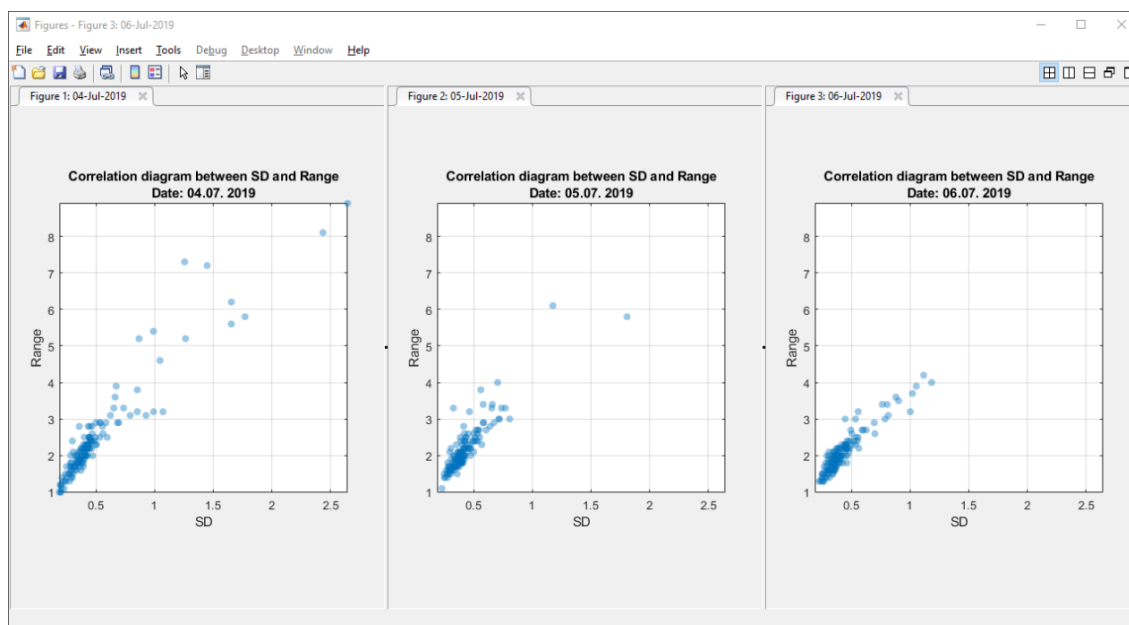 Figures - Figure 3: 06-Jul-2019
File Edit View Insert Tools Debug Desktop Window Help
Figure 1: 04-Jul-2019
Figure 2: 05-Jul-2019
Figure 3: 06-Jul-2019
Correlation diagram between SD and Range
Date: 04.07. 2019
Range
8
7
6
5
4
3
2
1
0.5 1 1.5 2 2.5
SD
Correlation diagram between SD and Range
Date: 05.07. 2019
Range
8
7
6
5
4
3
2
1
0.5 1 1.5 2 2.5
SD
Correlation diagram between SD and Range
Date: 06.07. 2019
Range
8
7
6
5
4
3
2
1
0.5 1 1.5 2 2.5
SD